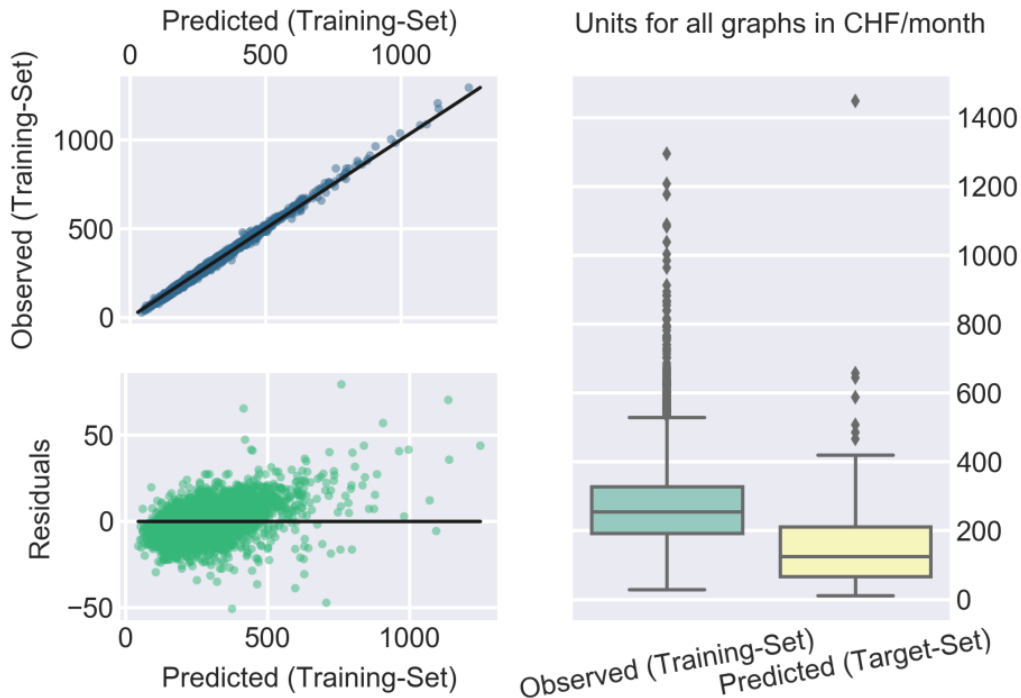 Predicted (Training-Set)
0 500 1000
Observed (Training-Set)
1000
500
0
Residuals
50
0
−50
0 500 1000
Predicted (Training-Set)
Units for all graphs in CHF/month
1400
1200
1000
800
600
400
200
0
Observed (Training-Set)
Predicted (Target-Set)